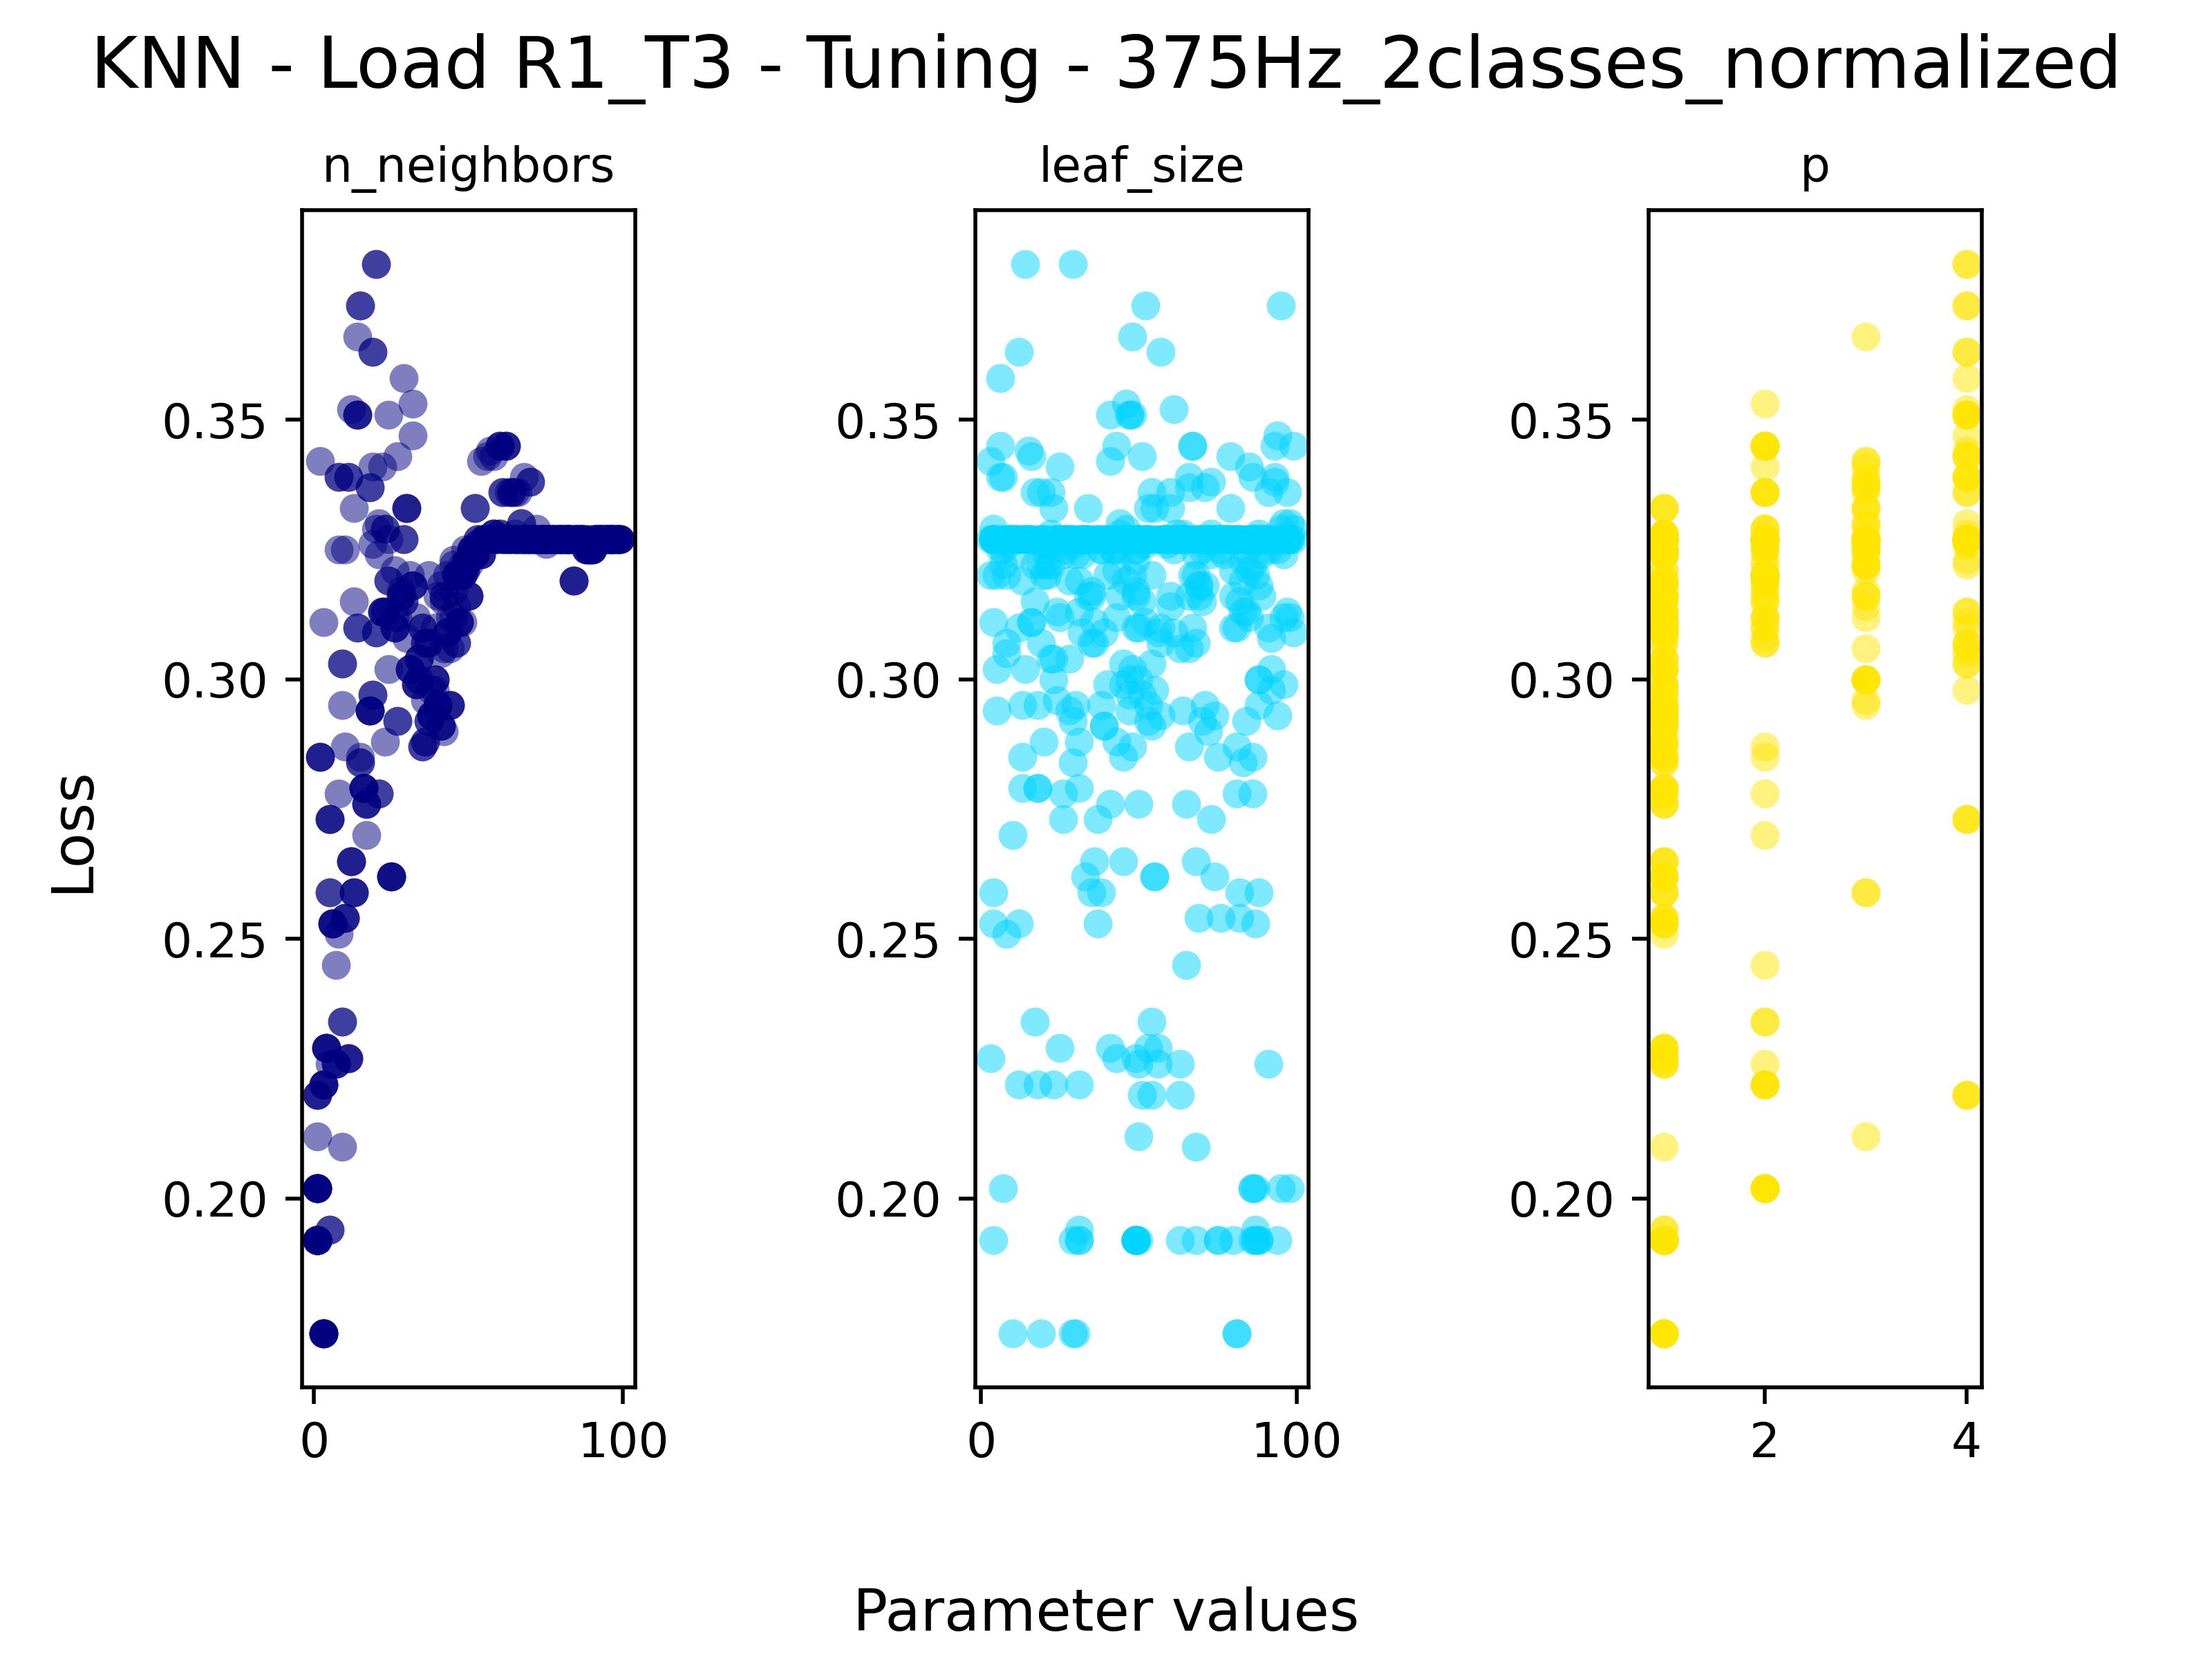 KNN - Load R1_T3 - Tuning - 375Hz_2classes_normalized
n_neighbors
leaf_size
p
0.35
0.30
0.25
0.20
0.35
0.30
0.25
0.20
0.35
0.30
0.25
0.20
0 100
0 100
2 4
Loss
Parameter values